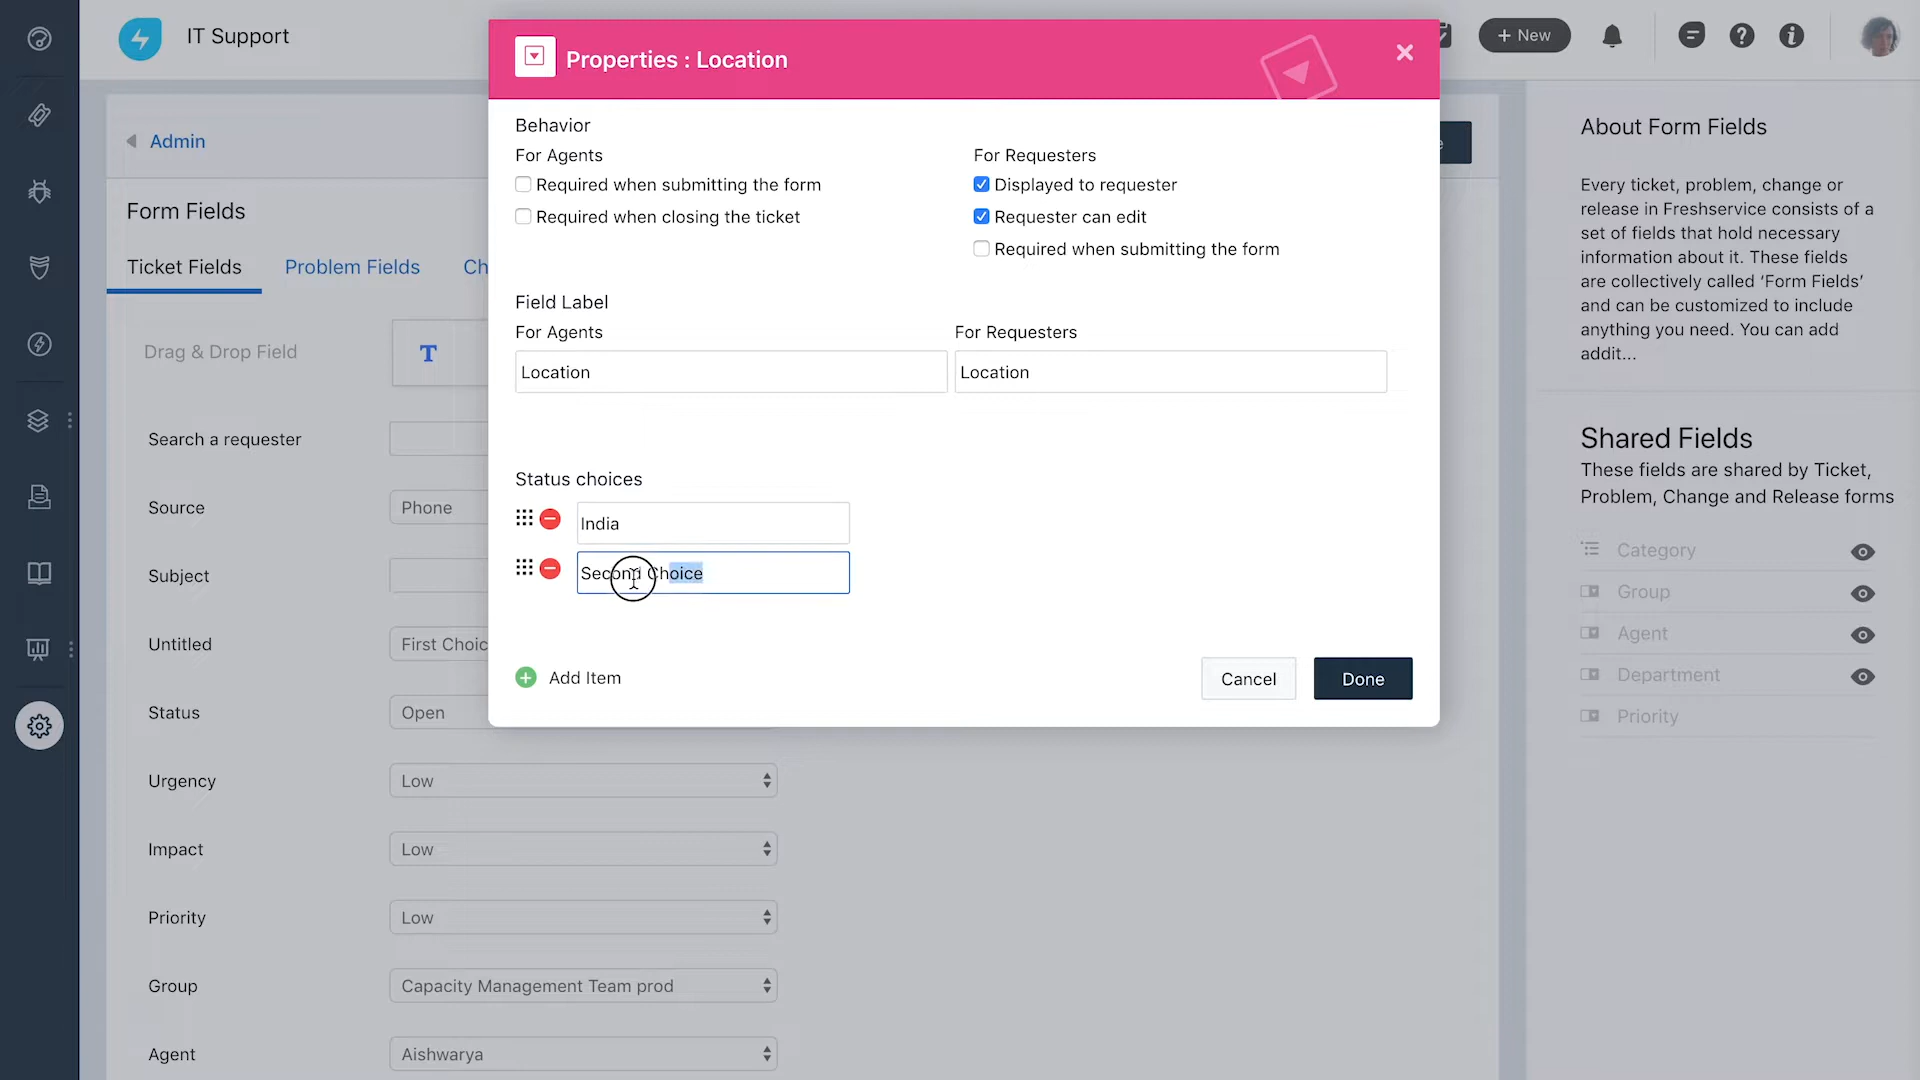 IT Support
Properties : Location
+ New
Admin
Form Fields
Ticket Fields
Problem Fields
Ch
Drag & Drop Field
T
Search a requester
Source
Phone
Subject
Untitled
First Choic
Status
Open
Urgency
Low
Impact
Low
Priority
Low
Group
Capacity Management Team prod
Agent
Aishwarya
Behavior
For Agents
Required when submitting the form
Required when closing the ticket
For Requesters
Displayed to requester
Requester can edit
Required when submitting the form
Field Label
For Agents
For Requesters
Location
Location
Status choices
India
Second Choice
Add Item
Cancel
Done
e
About Form Fields
Every ticket, problem, change or
release in Freshservice consists of a
set of fields that hold necessary
information about it. These fields
are collectively called ‘Form Fields’
and can be customized to include
anything you need. You can add
addit...
Shared Fields
These fields are shared by Ticket,
Problem, Change and Release forms
Category
Group
Agent
Department
Priority